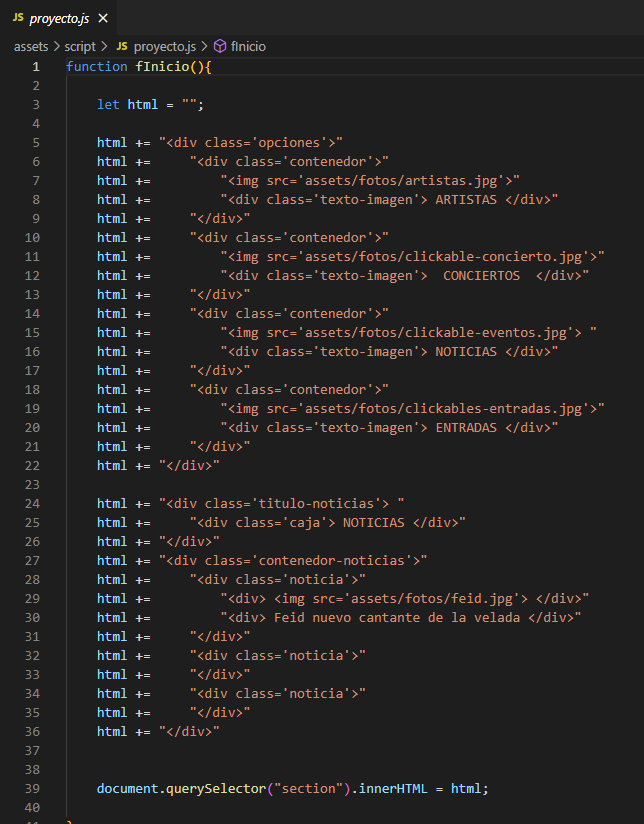 JS proyecto.js ×
assets > script > JS proyecto.js > fInicio
1 function fInicio(){
2
3 let html = "";
4
5 html += "<div class='opciones'>"
6 html += "<div class='contenedor'>"
7 html += "<img src='assets/fotos/artistas.jpg'>"
8 html += "<div class='texto-imagen'> ARTISTAS </div>"
9 html += "</div>"
10 html += "<div class='contenedor'>"
11 html += "<img src='assets/fotos/clickable-concierto.jpg'>"
12 html += "<div class='texto-imagen'>  CONCIERTOS  </div>"
13 html += "</div>"
14 html += "<div class='contenedor'>"
15 html += "<img src='assets/fotos/clickable-eventos.jpg'> "
16 html += "<div class='texto-imagen'> NOTICIAS </div>"
17 html += "</div>"
18 html += "<div class='contenedor'>"
19 html += "<img src='assets/fotos/clickables-entradas.jpg'>"
20 html += "<div class='texto-imagen'> ENTRADAS </div>"
21 html += "</div>"
22 html += "</div>"
23
24 html += "<div class='titulo-noticias'> "
25 html += "<div class='caja'> NOTICIAS </div>"
26 html += "</div>"
27 html += "<div class='contenedor-noticias'>"
28 html += "<div class='noticia'>"
29 html += "<div> <img src='assets/fotos/feid.jpg'> </div>"
30 html += "<div> Feid nuevo cantante de la velada </div>"
31 html += "</div>"
32 html += "<div class='noticia'>"
33 html += "</div>"
34 html += "<div class='noticia'>"
35 html += "</div>"
36 html += "</div>"
37
38
39 document.querySelector("section").innerHTML = html;
40